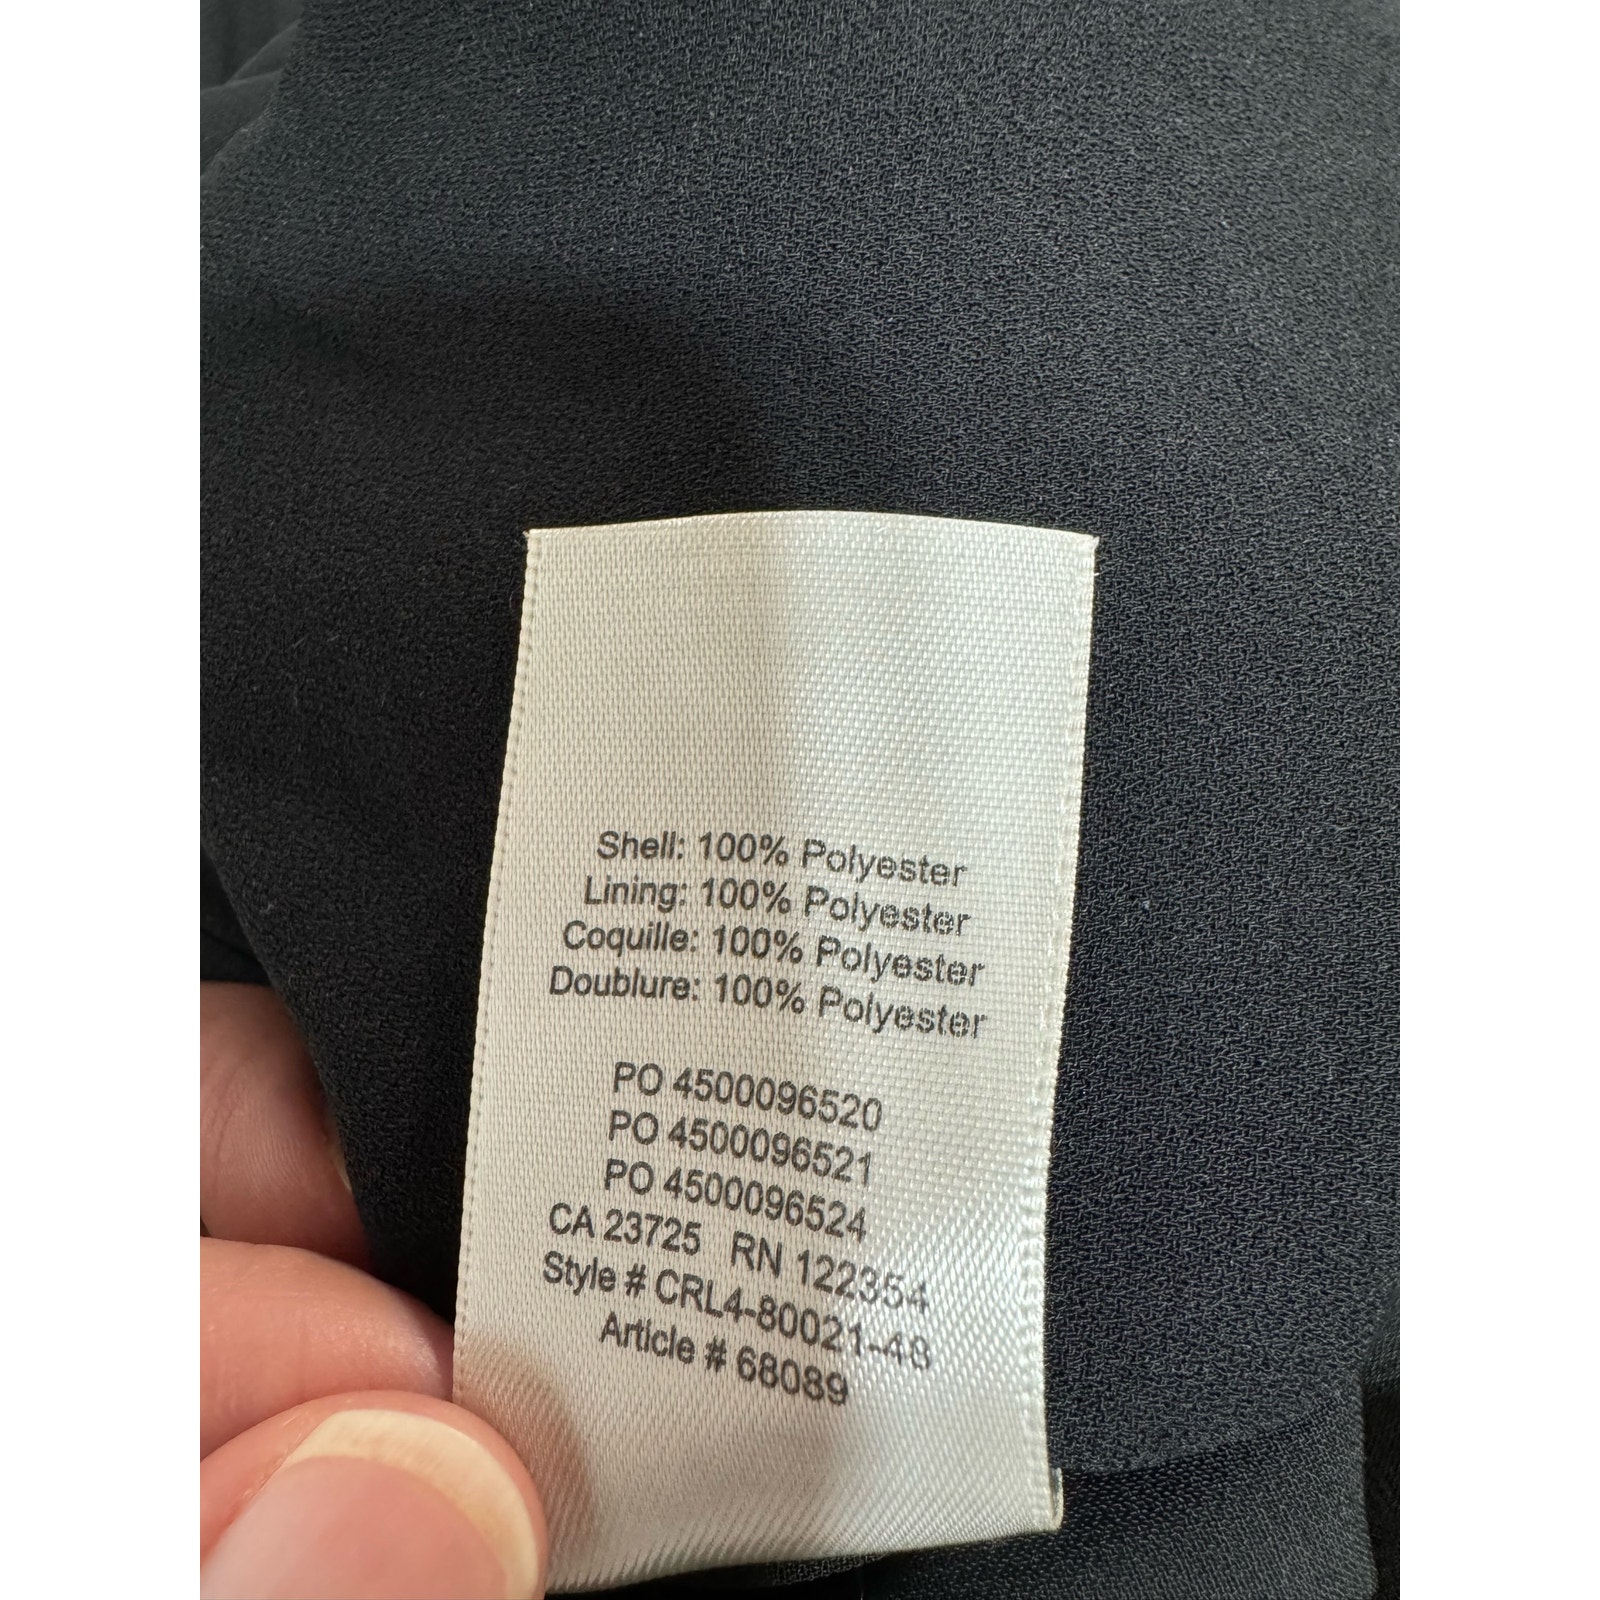 Shell: 100% Polyester
Lining: 100% Polyester
Coquille: 100% Polyester
Doublure: 100% Polyester
PO 4500096520
PO 4500096521
PO 4500096524
CA 23725 RN 122354
Style # CRL4-80021-48
Article # 68089